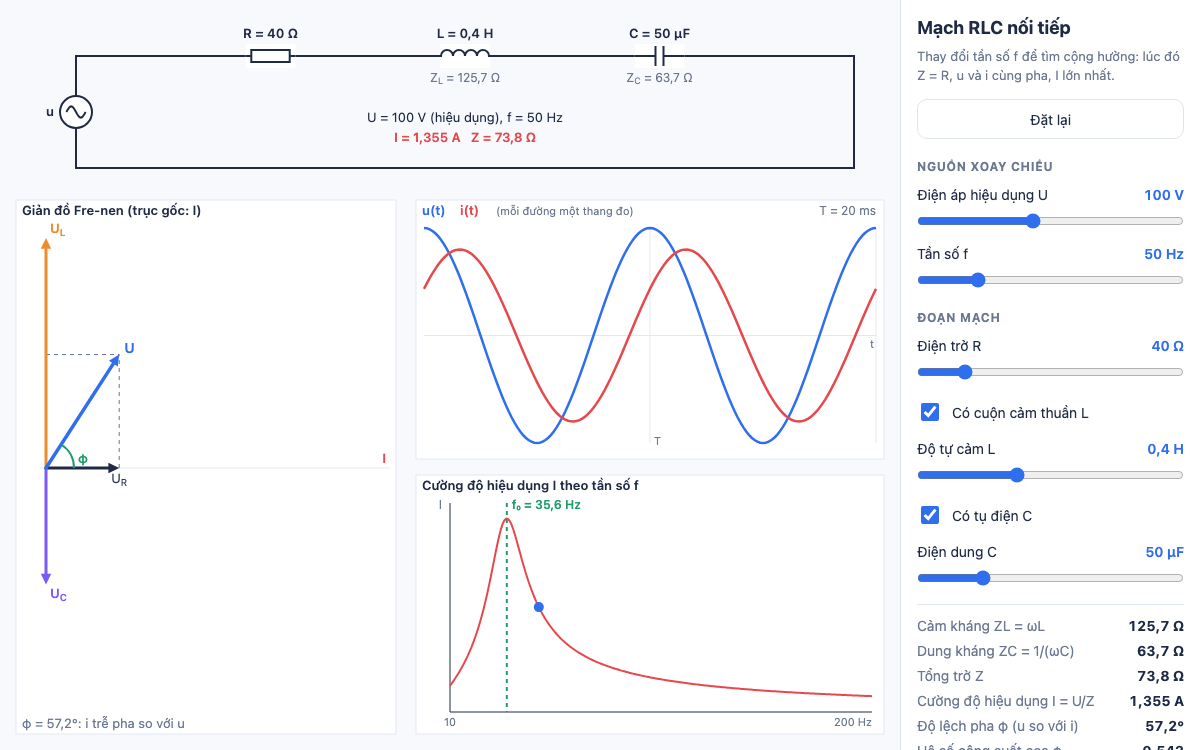 R = 40 Ω
L = 0,4 H
C = 50 µF
Z_L = 125,7 Ω
Z_C = 63,7 Ω
u
U = 100 V (hiệu dụng), f = 50 Hz
I = 1,355 A Z = 73,8 Ω
Giản đồ Fre-nen (trục gốc: I)
U_L
U
ϕ
I
U_R
U_C
ϕ = 57,2°: i trễ pha so với u
u(t) i(t) (mỗi đường một thang đo) T = 20 ms
t
T
Cường độ hiệu dụng I theo tần số f
I
f₀ = 35,6 Hz
10
200 Hz
Mạch RLC nối tiếp
Thay đổi tần số f để tìm cộng hưởng: lúc đó
Z = R, u và i cùng pha, I lớn nhất.
Đặt lại
NGUỒN XOAY CHIỀU
Điện áp hiệu dụng U 100 V
Tần số f 50 Hz
ĐOẠN MẠCH
Điện trở R 40 Ω
Có cuộn cảm thuần L
Độ tự cảm L 0,4 H
Có tụ điện C
Điện dung C 50 µF
Cảm kháng ZL = ωL 125,7 Ω
Dung kháng ZC = 1/(ωC) 63,7 Ω
Tổng trở Z 73,8 Ω
Cường độ hiệu dụng I = U/Z 1,355 A
Độ lệch pha ϕ (u so với i) 57,2°